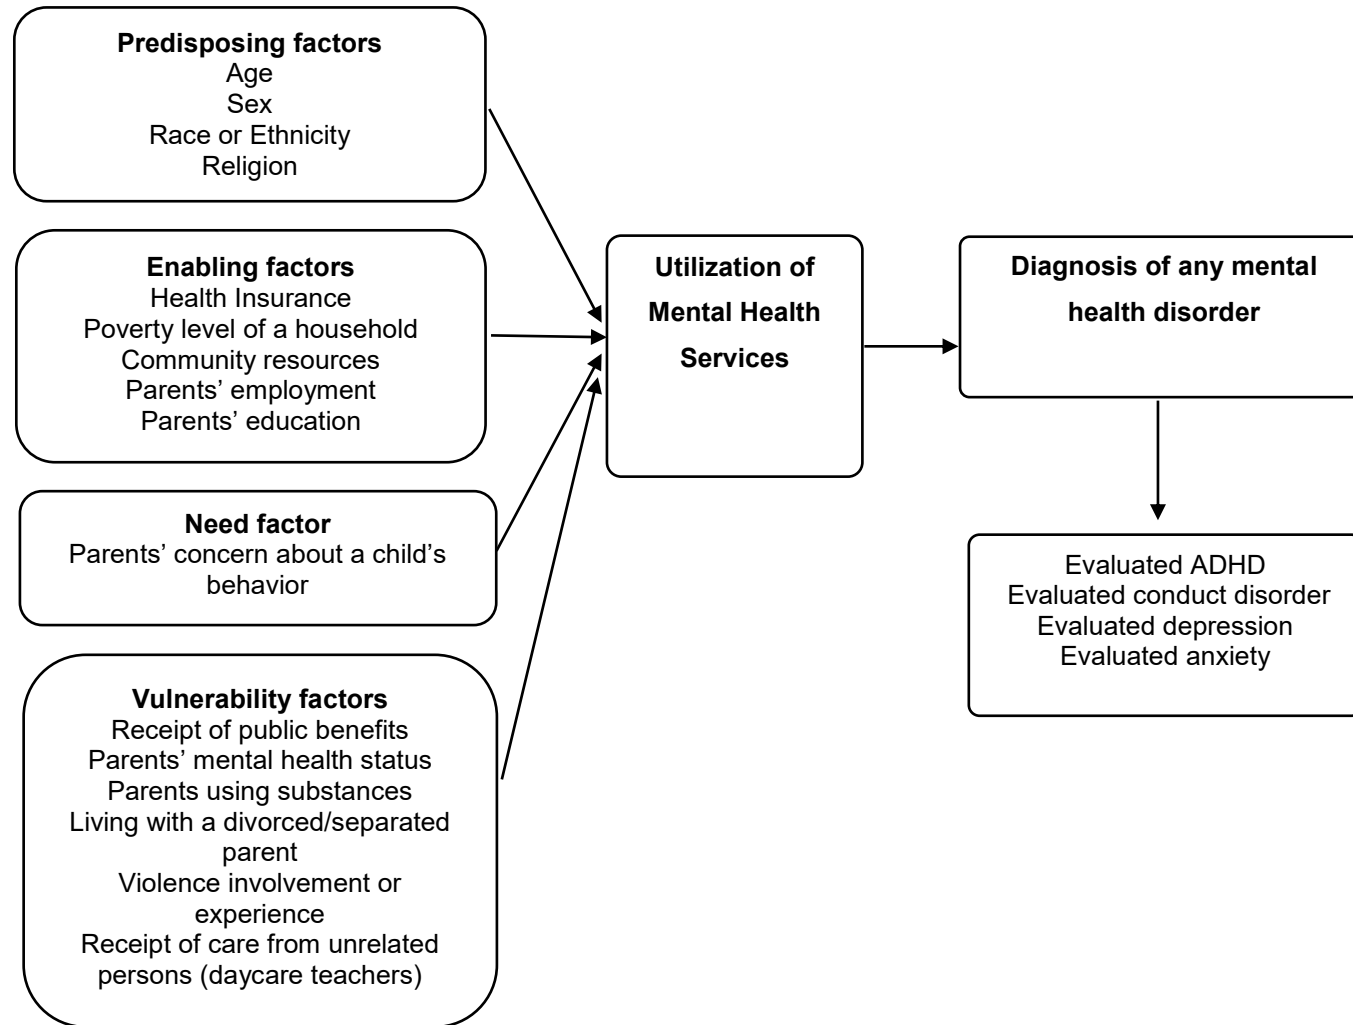 Predisposing factors
Age
Sex
Race or Ethnicity
Religion
Enabling factors
Health Insurance
Poverty level of a household
Community resources
Parents’ employment
Parents’ education
Need factor
Parents’ concern about a child’s
behavior
Vulnerability factors
Receipt of public benefits
Parents’ mental health status
Parents using substances
Living with a divorced/separated
parent
Violence involvement or
experience
Receipt of care from unrelated
persons (daycare teachers)
Utilization of
Mental Health
Services
Diagnosis of any mental
health disorder
Evaluated ADHD
Evaluated conduct disorder
Evaluated depression
Evaluated anxiety